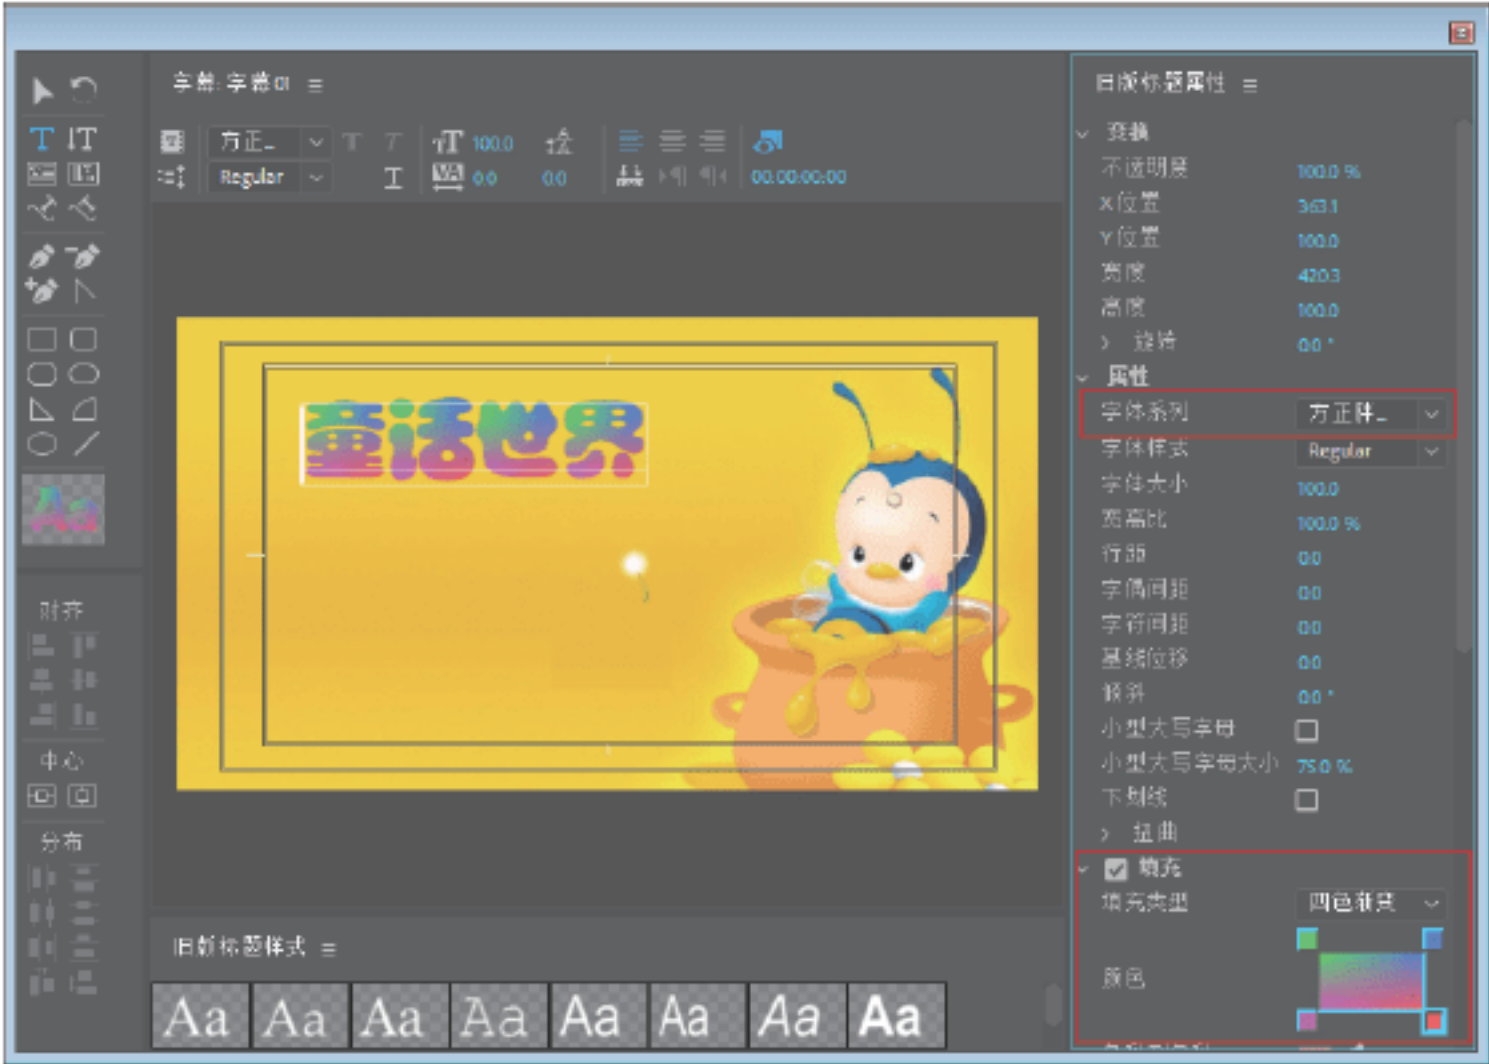 字幕: 字幕 01
方正_
100.0
Regular
0.0
0.0
00:00:00:00
对齐
中心
分布
童话世界
旧版标题样式
Aa Aa Aa Aa Aa Aa Aa Aa
Aa
旧版标题属性
变换
不透明度 100.0 %
X 位置 363.1
Y 位置 100.0
宽度 420.3
高度 100.0
旋转 0.0 °
属性
字体系列 方正胖_
字体样式 Regular
字体大小 100.0
宽高比 100.0 %
行距 0.0
字偶间距 0.0
字符间距 0.0
基线位移 0.0
倾斜 0.0 °
小型大写字母
小型大写字母大小 75.0 %
下划线
扭曲
填充
填充类型 四色渐变
颜色